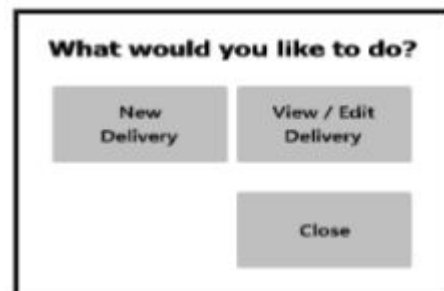 What would you like to do?
New
Delivery
View / Edit
Delivery
Close